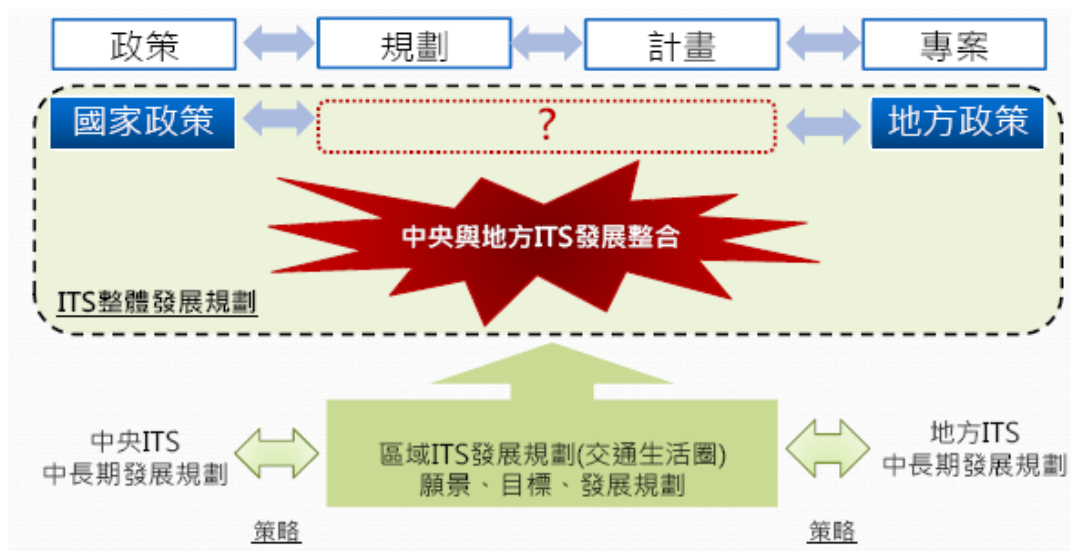 政策
規劃
計畫
專案
國家政策
?
地方政策
中央與地方ITS發展整合
ITS整體發展規劃
中央ITS
中長期發展規劃
區域ITS發展規劃(交通生活圈)
願景、目標、發展規劃
地方ITS
中長期發展規劃
策略
策略